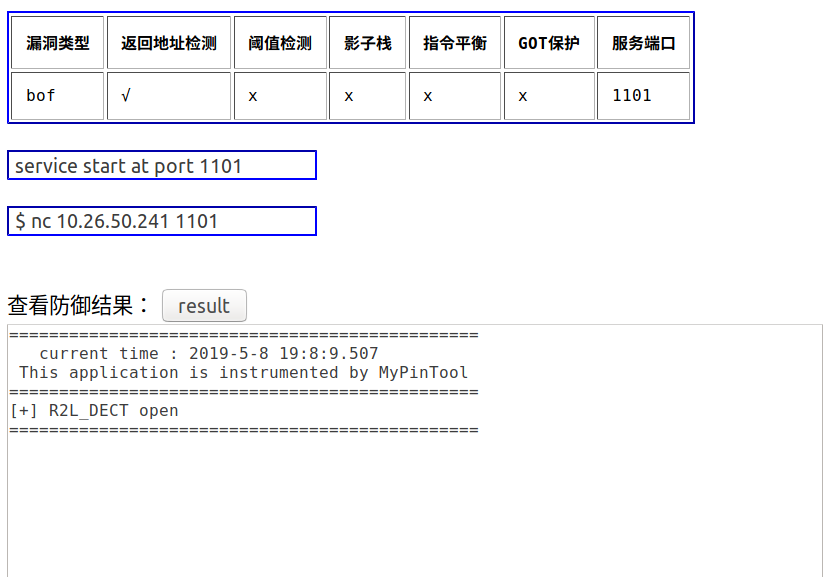 漏洞类型 返回地址检测 阈值检测 影子栈 指令平衡 GOT保护 服务端口
bof √ x x x x 1101
service start at port 1101
$ nc 10.26.50.241 1101
查看防御结果： result
===============================================
current time : 2019-5-8 19:8:9.507
This application is instrumented by MyPinTool
===============================================
[+] R2L_DECT open
===============================================